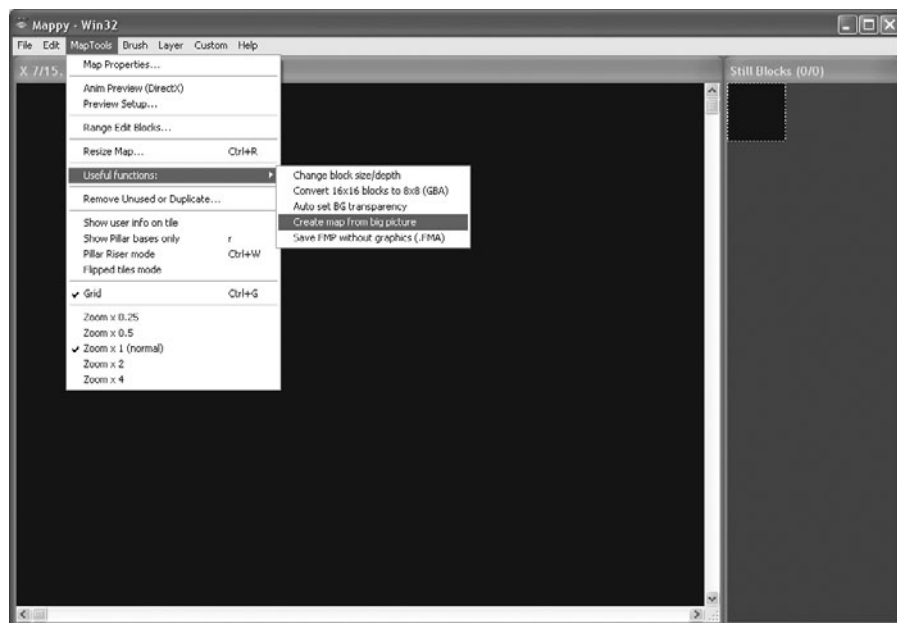 Mappy - Win32
File Edit MapTools Brush Layer Custom Help
X 7/15,
Still Blocks (0/0)
Map Properties...
Anim Preview (DirectX)
Preview Setup...
Range Edit Blocks...
Resize Map... Ctrl+R
Useful functions:
Change block size/depth
Convert 16x16 blocks to 8x8 (GBA)
Auto set BG transparency
Create map from big picture
Save FMP without graphics (.FMA)
Remove Unused or Duplicate...
Show user info on tile
Show Pillar bases only r
Pillar Riser mode Ctrl+W
Flipped tiles mode
Grid Ctrl+G
Zoom x 0.25
Zoom x 0.5
Zoom x 1 (normal)
Zoom x 2
Zoom x 4